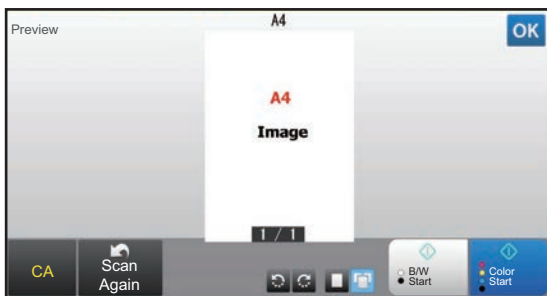 A4
Preview
OK
A4
Image
1 / 1
CA
Scan
Again
B/W
Start
Color
Start